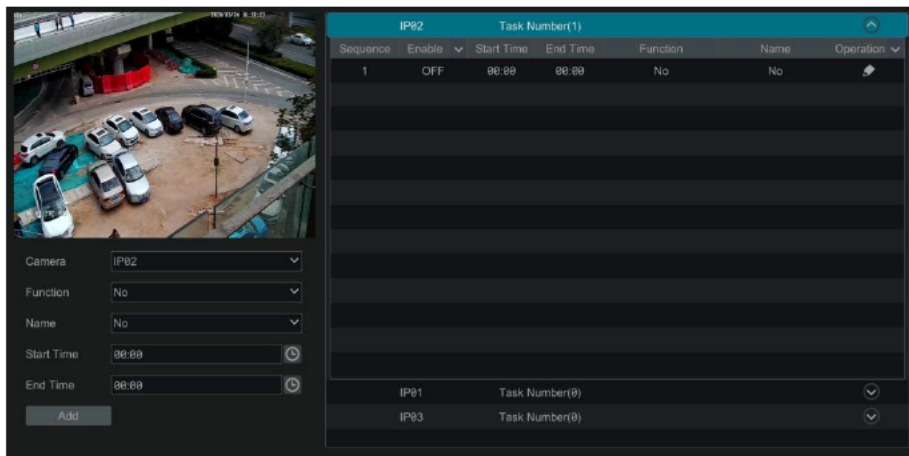 IP02 Task Number(1)
Sequence Enable Start Time End Time Function Name Operation
1 OFF 00:00 00:00 No No
Camera IP02
Function No
Name No
Start Time 00:00
End Time 00:00
Add
IP01 Task Number(0)
IP03 Task Number(0)